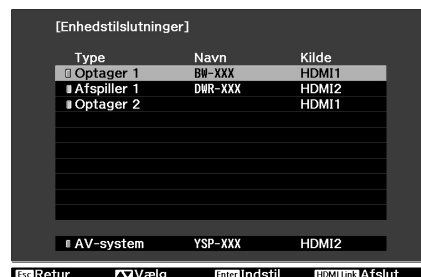 [Enhedstilslutninger]
Type Navn Kilde
Optager 1 BW-XXX HDMI1
Afspiller 1 DWR-XXX HDMI2
Optager 2 HDMI1
AV-system YSP-XXX HDMI2
Esc Retur Vælg Enter Indstil HDMI Link Afslut